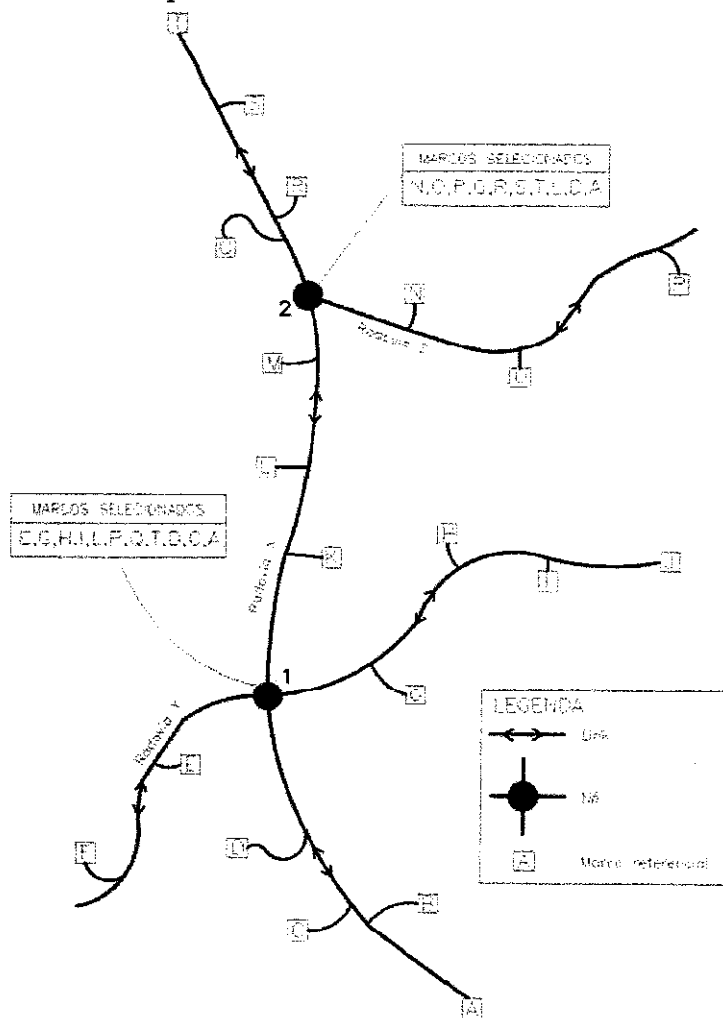 S
R
MARCOS SELECIONADOS
N,O,P,Q,R,S,T,L,D,A
2
N
P
Rodovia Z
M
O
L
MARCOS SELECIONADOS
E,G,H,I,L,P,Q,T,D,C,A
H
K
I
J
Rodovia X
1
G
Rodovia Y
LEGENDA
Link
E
Nó
F
D
A Marco referencial
C
B
A